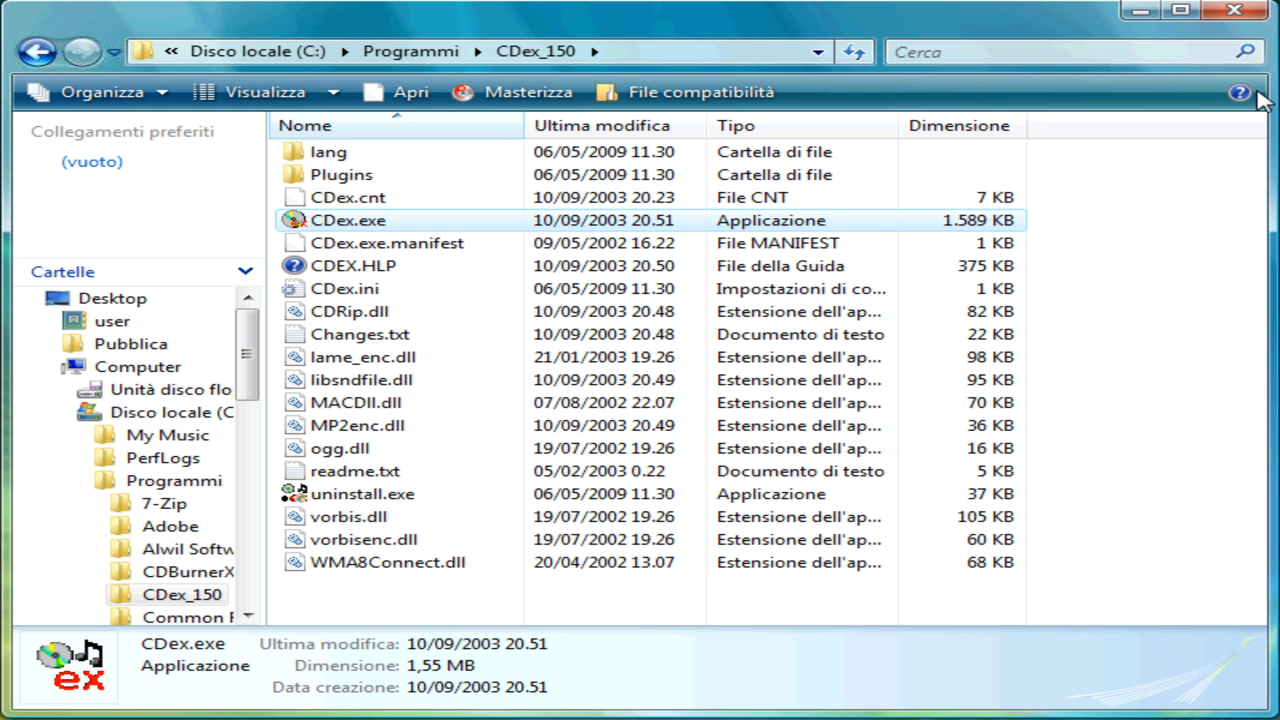 « Disco locale (C:) Programmi CDex_150
Cerca
Organizza Visualizza Apri Masterizza File compatibilità
Collegamenti preferiti
(vuoto)
Cartelle
Desktop
user
Pubblica
Computer
Unità disco flo
Disco locale (C
My Music
PerfLogs
Programmi
7-Zip
Adobe
Alwil Softw
CDBurnerX
CDex_150
Common F
Nome Ultima modifica Tipo Dimensione
lang 06/05/2009 11.30 Cartella di file
Plugins 06/05/2009 11.30 Cartella di file
CDex.cnt 10/09/2003 20.23 File CNT 7 KB
CDex.exe 10/09/2003 20.51 Applicazione 1.589 KB
CDex.exe.manifest 09/05/2002 16.22 File MANIFEST 1 KB
CDEX.HLP 10/09/2003 20.50 File della Guida 375 KB
CDex.ini 06/05/2009 11.30 Impostazioni di co... 1 KB
CDRip.dll 10/09/2003 20.48 Estensione dell'ap... 82 KB
Changes.txt 10/09/2003 20.48 Documento di testo 22 KB
lame_enc.dll 21/01/2003 19.26 Estensione dell'ap... 98 KB
libsndfile.dll 10/09/2003 20.49 Estensione dell'ap... 95 KB
MACDll.dll 07/08/2002 22.07 Estensione dell'ap... 70 KB
MP2enc.dll 10/09/2003 20.49 Estensione dell'ap... 36 KB
ogg.dll 19/07/2002 19.26 Estensione dell'ap... 16 KB
readme.txt 05/02/2003 0.22 Documento di testo 5 KB
uninstall.exe 06/05/2009 11.30 Applicazione 37 KB
vorbis.dll 19/07/2002 19.26 Estensione dell'ap... 105 KB
vorbisenc.dll 19/07/2002 19.26 Estensione dell'ap... 60 KB
WMA8Connect.dll 20/04/2002 13.07 Estensione dell'ap... 68 KB
ex
CDex.exe Ultima modifica: 10/09/2003 20.51
Applicazione Dimensione: 1,55 MB
Data creazione: 10/09/2003 20.51